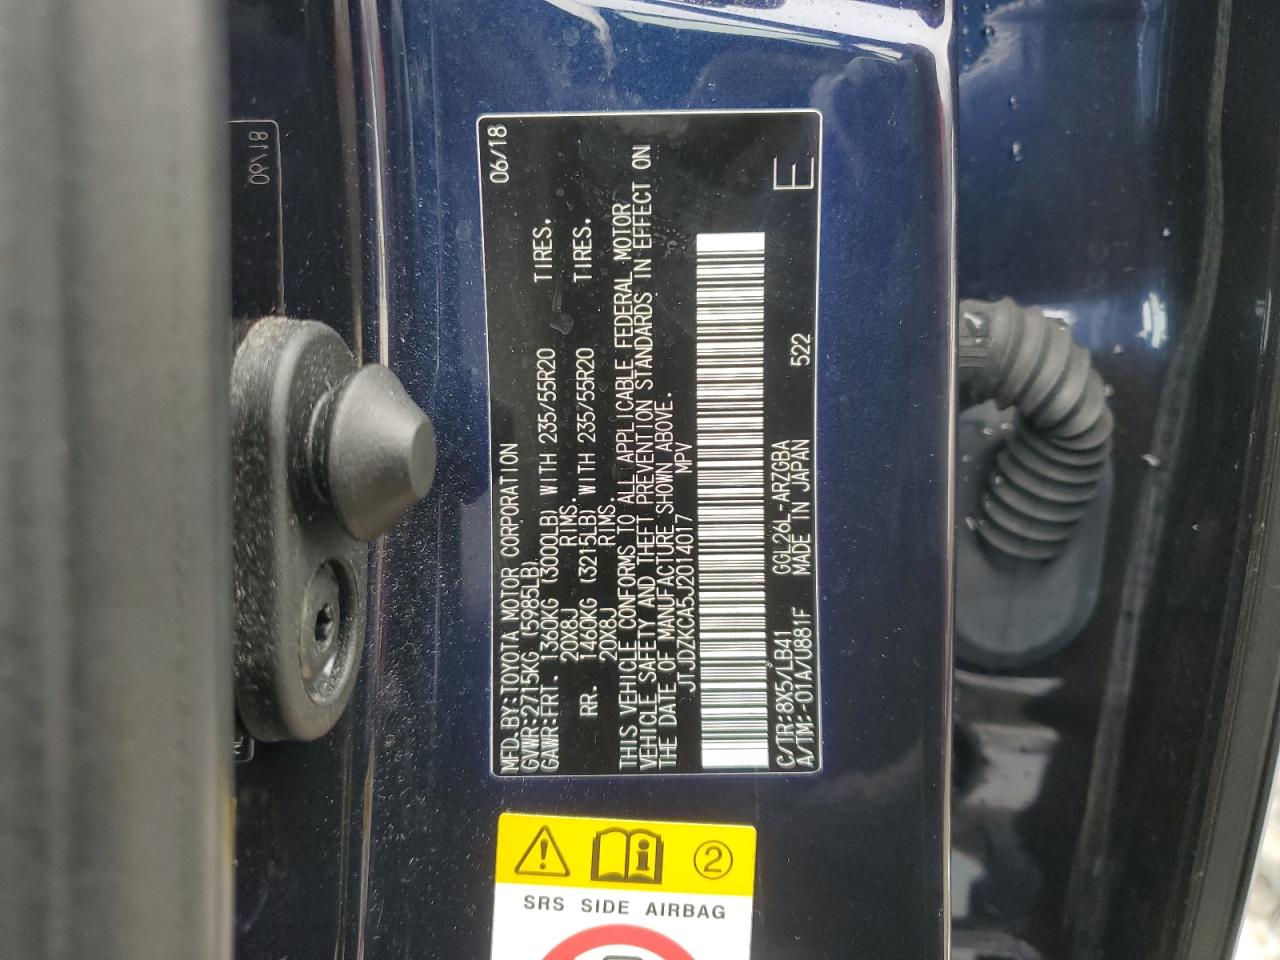 MFD.BY:TOYOTA MOTOR CORPORATION 06/18
GVWR:2715KG (5985LB)
GAWR:FRT. 1360KG (3000LB) WITH 235/55R20 TIRES.
20X8J RIMS.
RR. 1460KG (3215LB) WITH 235/55R20 TIRES.
20X8J RIMS.
THIS VEHICLE CONFORMS TO ALL APPLICABLE FEDERAL MOTOR
VEHICLE SAFETY AND THEFT PREVENTION STANDARDS IN EFFECT ON
THE DATE OF MANUFACTURE SHOWN ABOVE.
JTJDZKCA5J2014017 MPV
C/TR:8X5/LB41 GGL26L-ARZGBA 522 E
A/TM:-01A/U881F MADE IN JAPAN
2
SRS SIDE AIRBAG